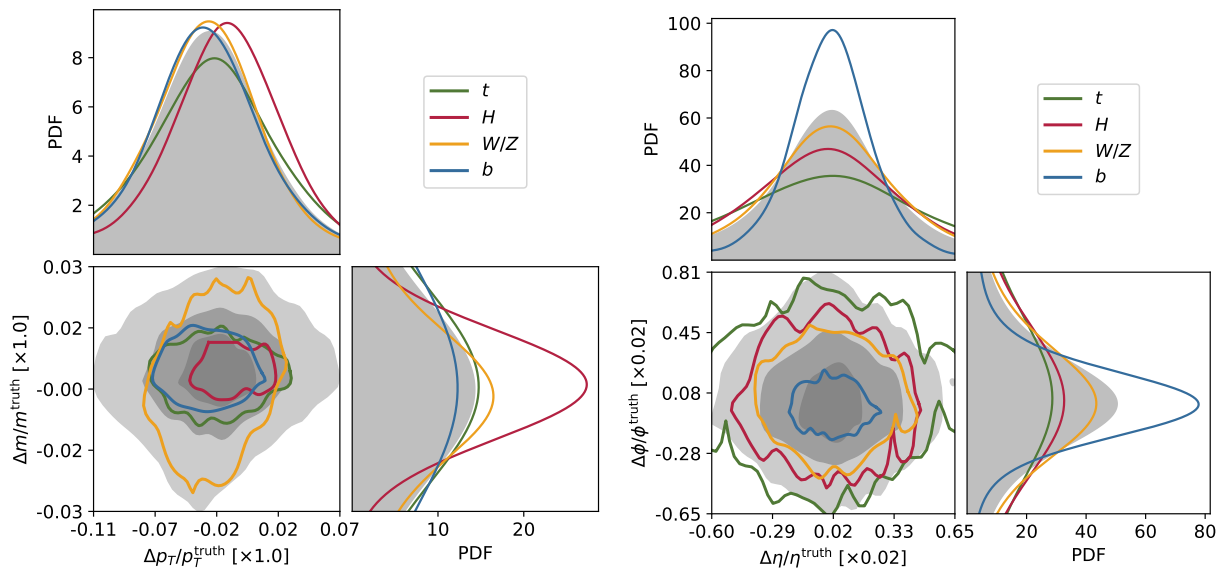 8
6
4
2
PDF
t
H
W/Z
b
0.03
0.02
-0.00
-0.02
-0.03
Δm/m^truth [×1.0]
-0.11 -0.07 -0.02 0.02 0.07
Δp_T/p_T^truth [×1.0]
10 20
PDF
100
80
60
40
20
PDF
t
H
W/Z
b
0.81
0.45
0.08
-0.28
-0.65
Δϕ/ϕ^truth [×0.02]
-0.60 -0.29 0.02 0.33 0.65
Δη/η^truth [×0.02]
20 40 60 80
PDF